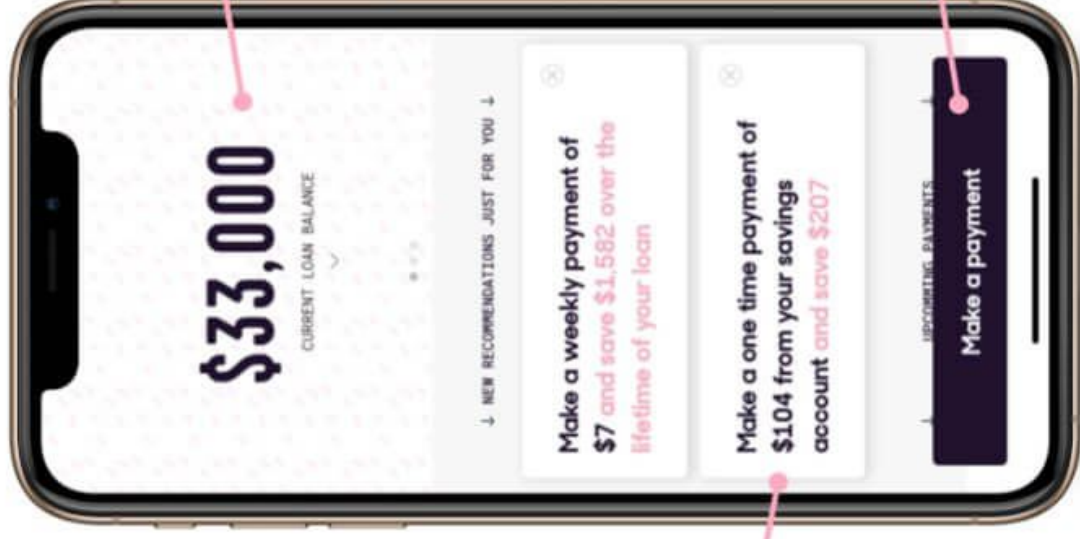 $33,000
CURRENT LOAN BALANCE
↓ NEW RECOMMENDATIONS JUST FOR YOU ↓
Make a weekly payment of
$7 and save $1,582 over the
lifetime of your loan
Make a one time payment of
$104 from your savings
account and save $207
↓ UPCOMMING PAYMENTS ↓
Make a payment